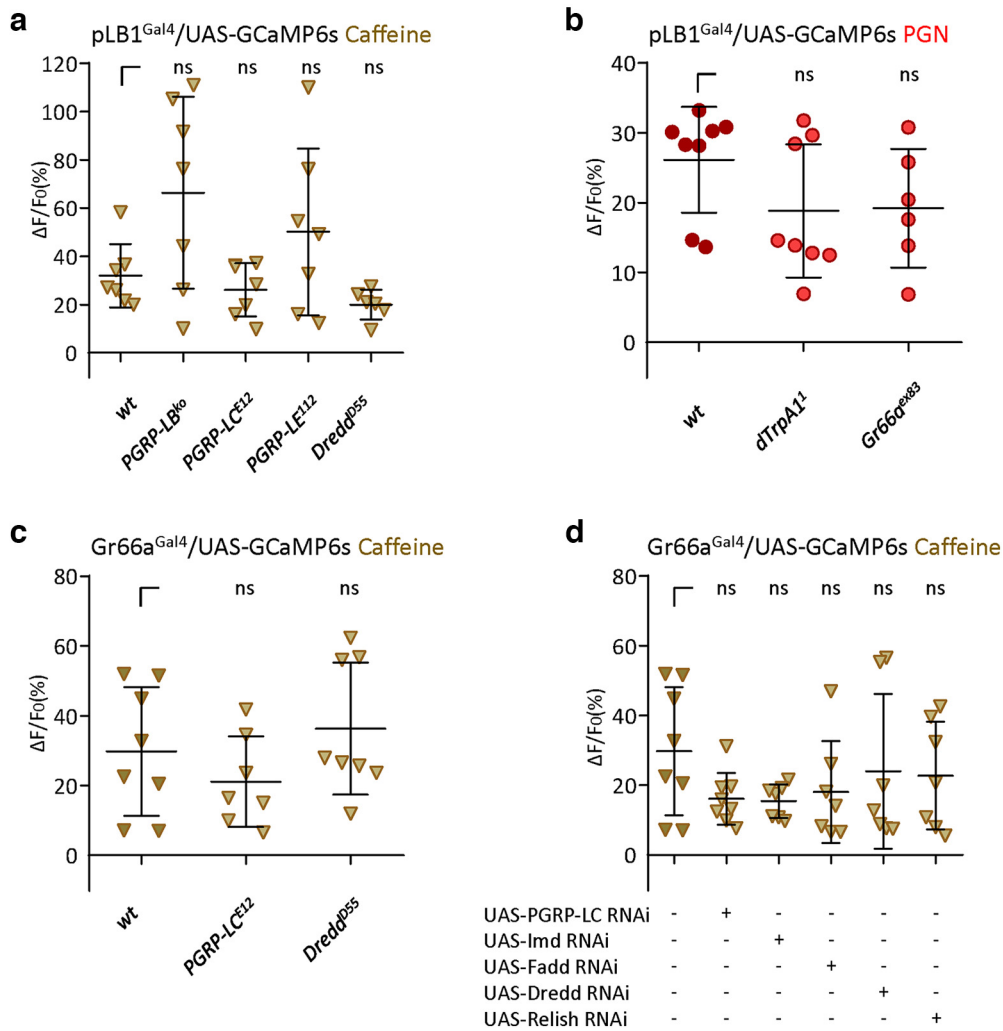 a
pLB1Gal4/UAS-GCaMP6s Caffeine
ns ns ns ns
ΔF/F0(%)
120
100
80
60
40
20
0
wt PGRP-LBko PGRP-LCE12 PGRP-LE112 DreddD55
b
pLB1Gal4/UAS-GCaMP6s PGN
ns ns
ΔF/F0(%)
40
30
20
10
0
wt dTrpA11 Gr66aex83
c
Gr66aGal4/UAS-GCaMP6s Caffeine
ns ns
ΔF/F0(%)
80
60
40
20
0
wt PGRP-LCE12 DreddD55
d
Gr66aGal4/UAS-GCaMP6s Caffeine
ns ns ns ns ns
ΔF/F0(%)
80
60
40
20
0
UAS-PGRP-LC RNAi - + - - - -
UAS-Imd RNAi - - + - - -
UAS-Fadd RNAi - - - + - -
UAS-Dredd RNAi - - - - + -
UAS-Relish RNAi - - - - - +